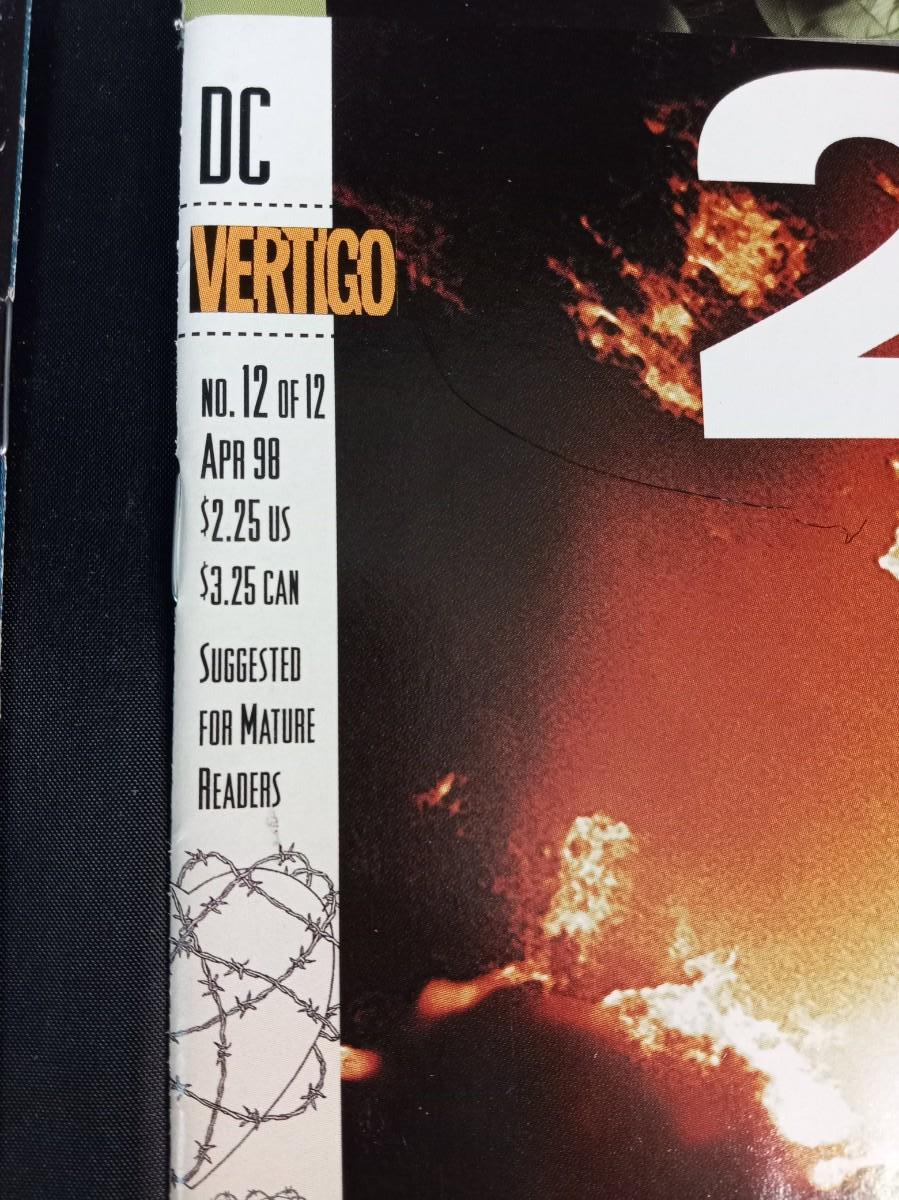 DC
VERTIGO
NO. 12 OF 12
APR 98
$2.25 US
$3.25 CAN
SUGGESTED
FOR MATURE
READERS
2